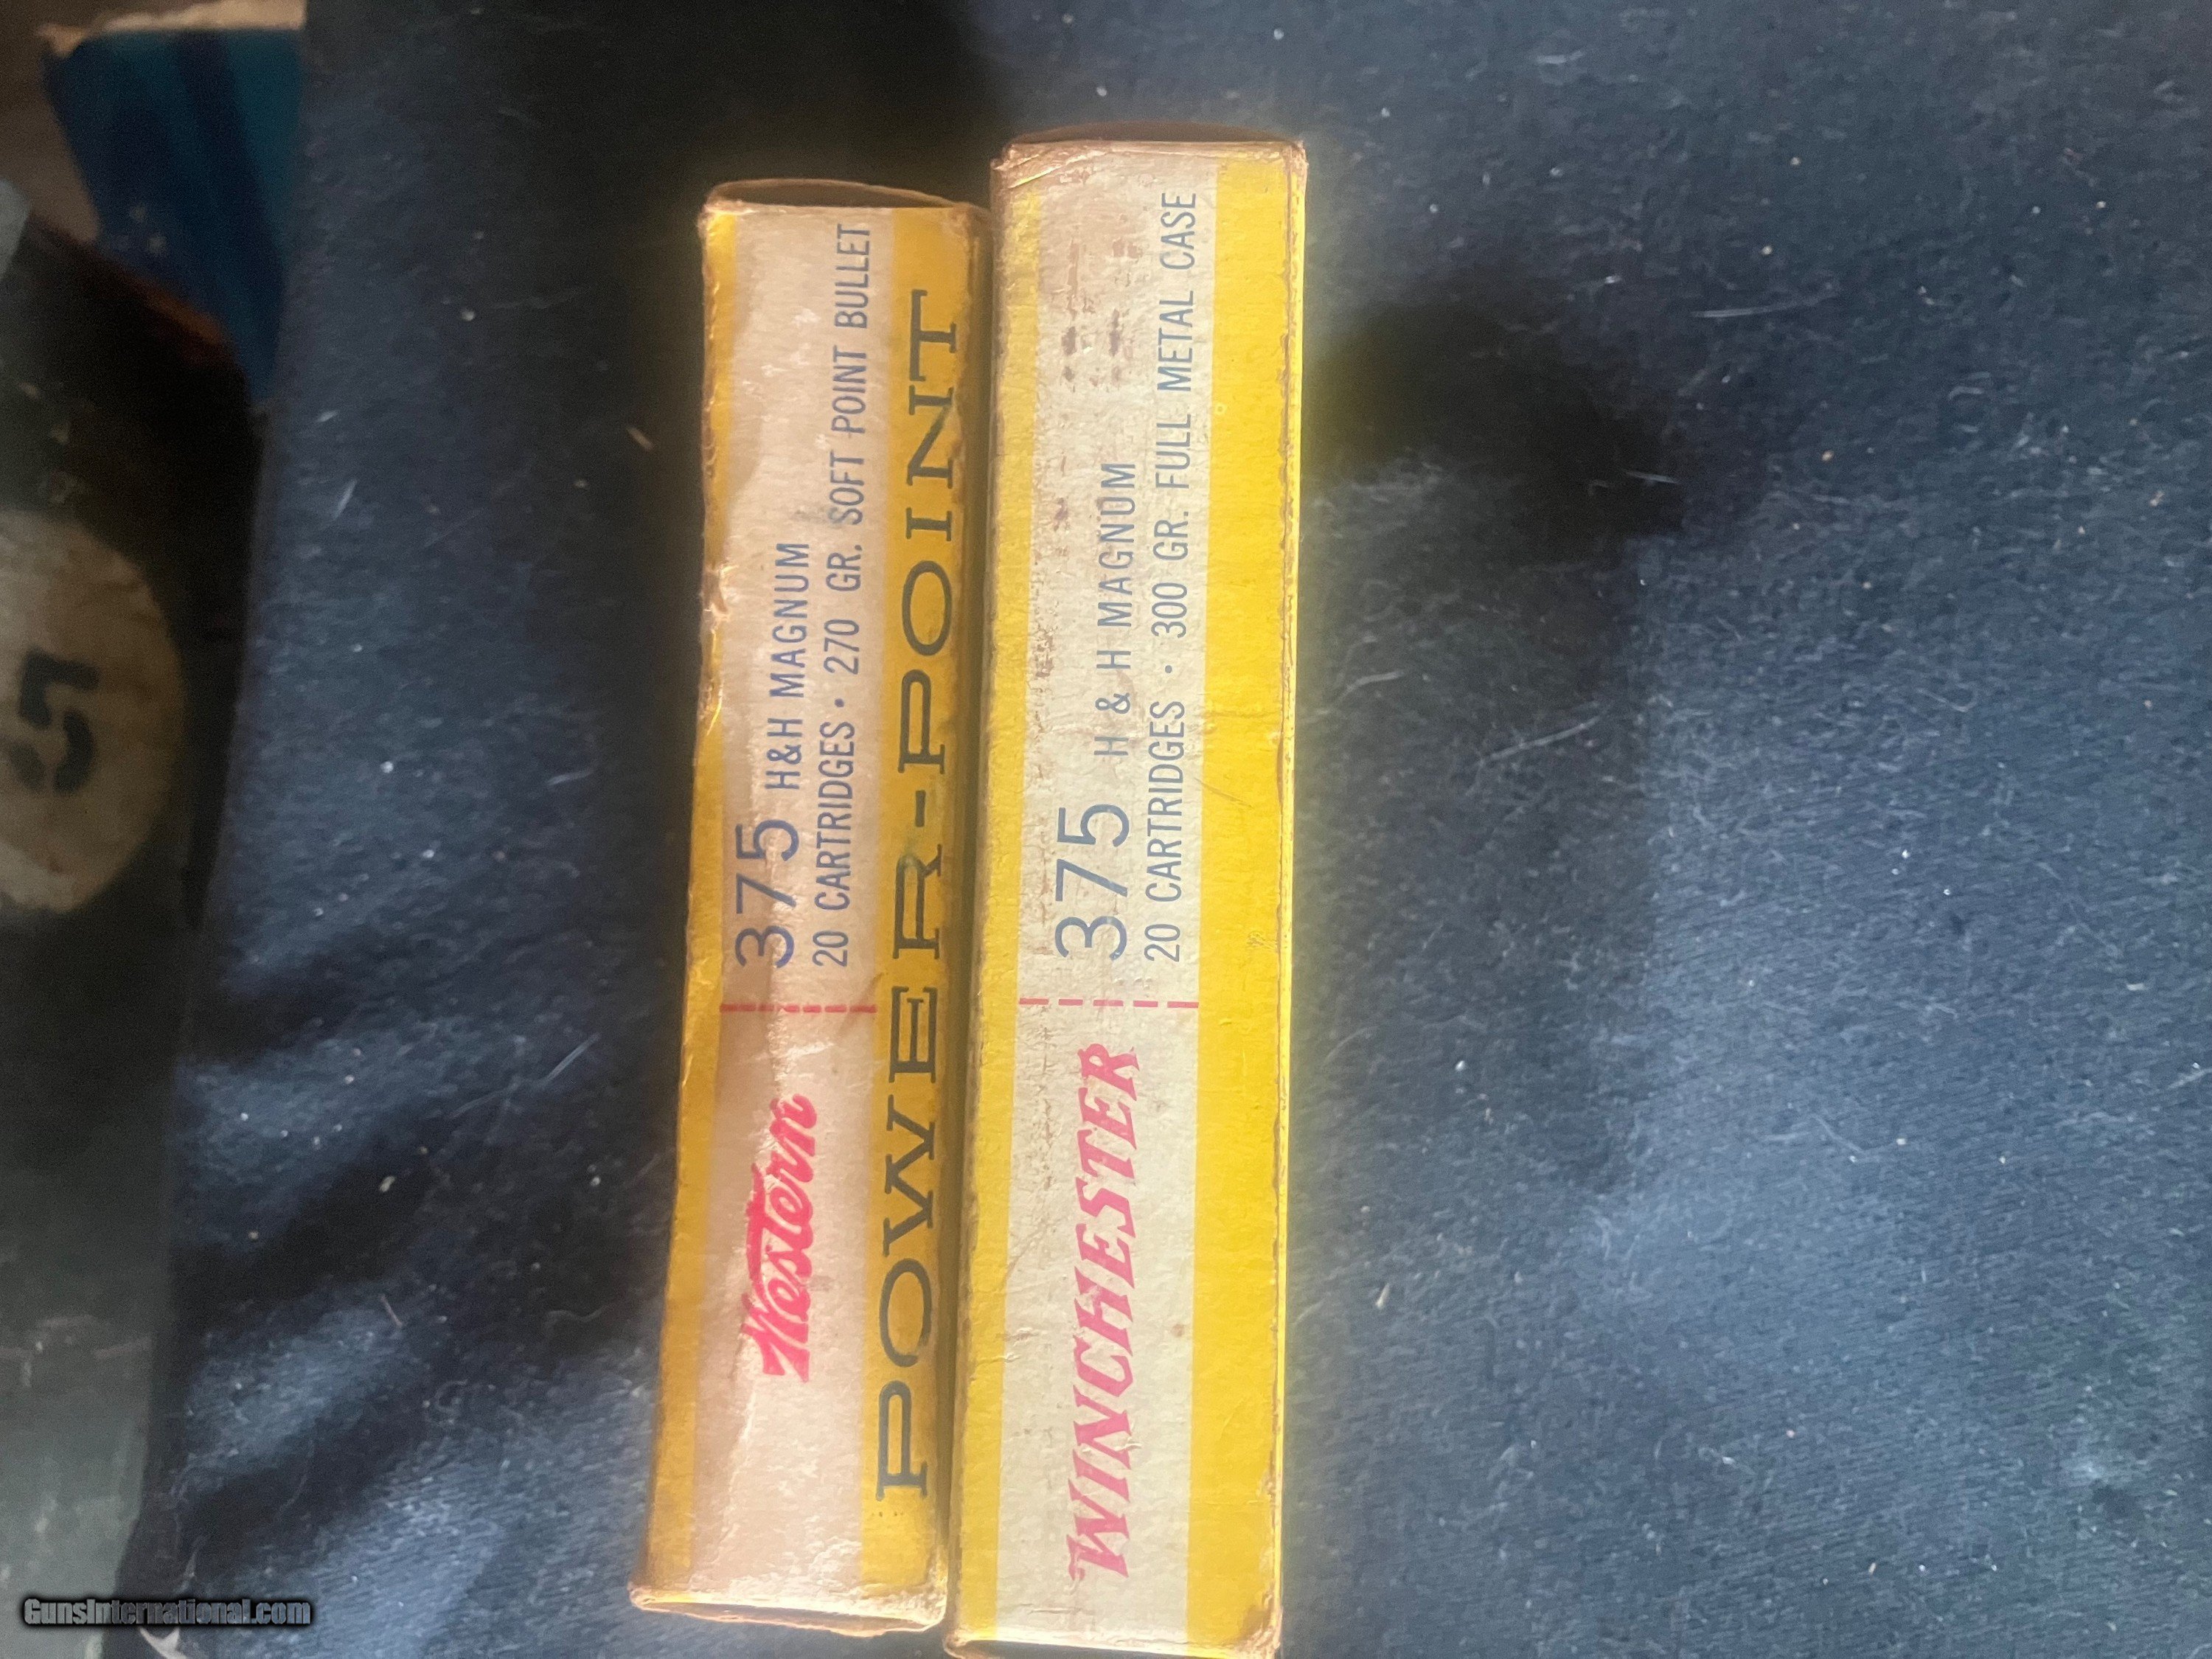 Western
375 H&H MAGNUM
20 CARTRIDGES · 270 GR. SOFT POINT BULLET
POWER-POINT
WINCHESTER
375 H & H MAGNUM
20 CARTRIDGES · 300 GR. FULL METAL CASE
5
GunsInternational.com